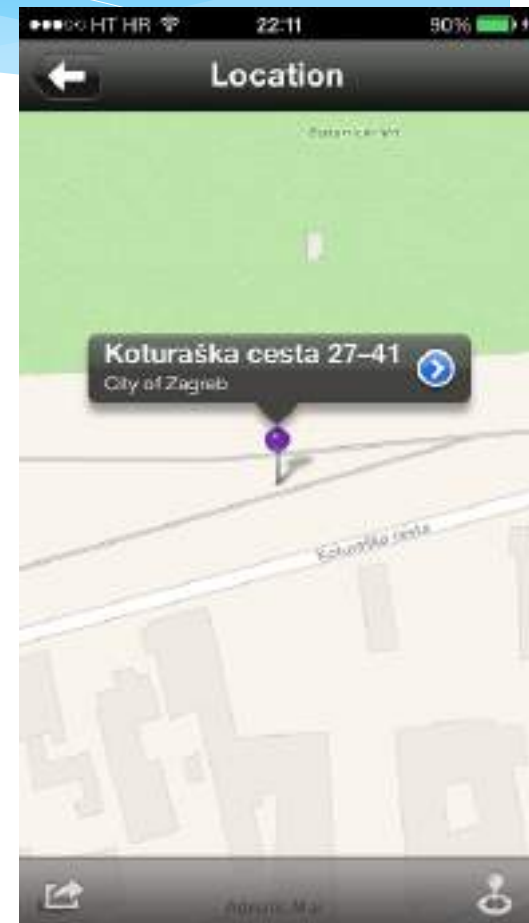 HT HR 22:11 90%
Location
Koturaška cesta 27–41
City of Zagreb
Koturaška cesta